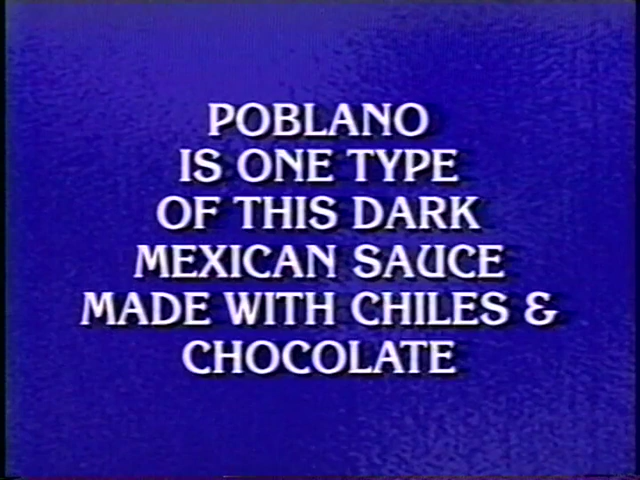 POBLANO
IS ONE TYPE
OF THIS DARK
MEXICAN SAUCE
MADE WITH CHILES &
CHOCOLATE